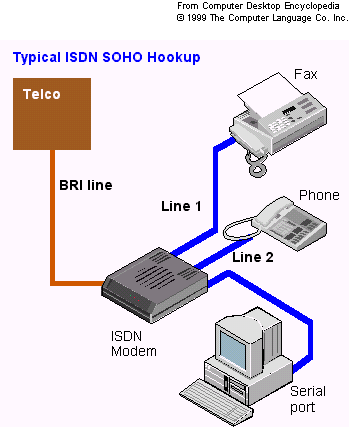 From Computer Desktop Encyclopedia
© 1999 The Computer Language Co. Inc.
Typical ISDN SOHO Hookup
Telco
Fax
BRI line
Line 1
Phone
Line 2
ISDN
Modem
Serial
port